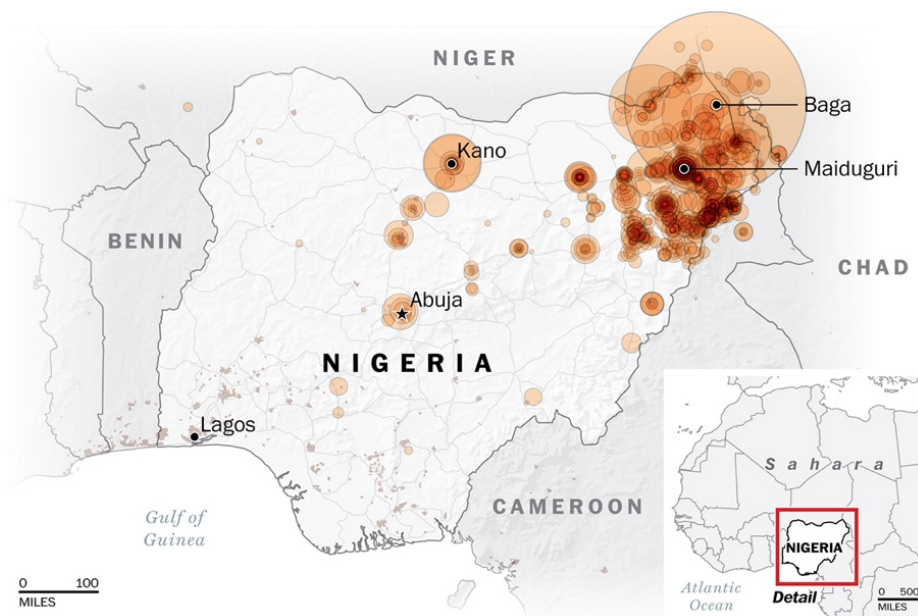 NIGER
Baga
Kano
Maiduguri
BENIN
CHAD
Abuja
NIGERIA
Lagos
Sahara
CAMEROON
Gulf of
Guinea
NIGERIA
0 100
MILES
Atlantic
Ocean
Detail
0 500
MILES